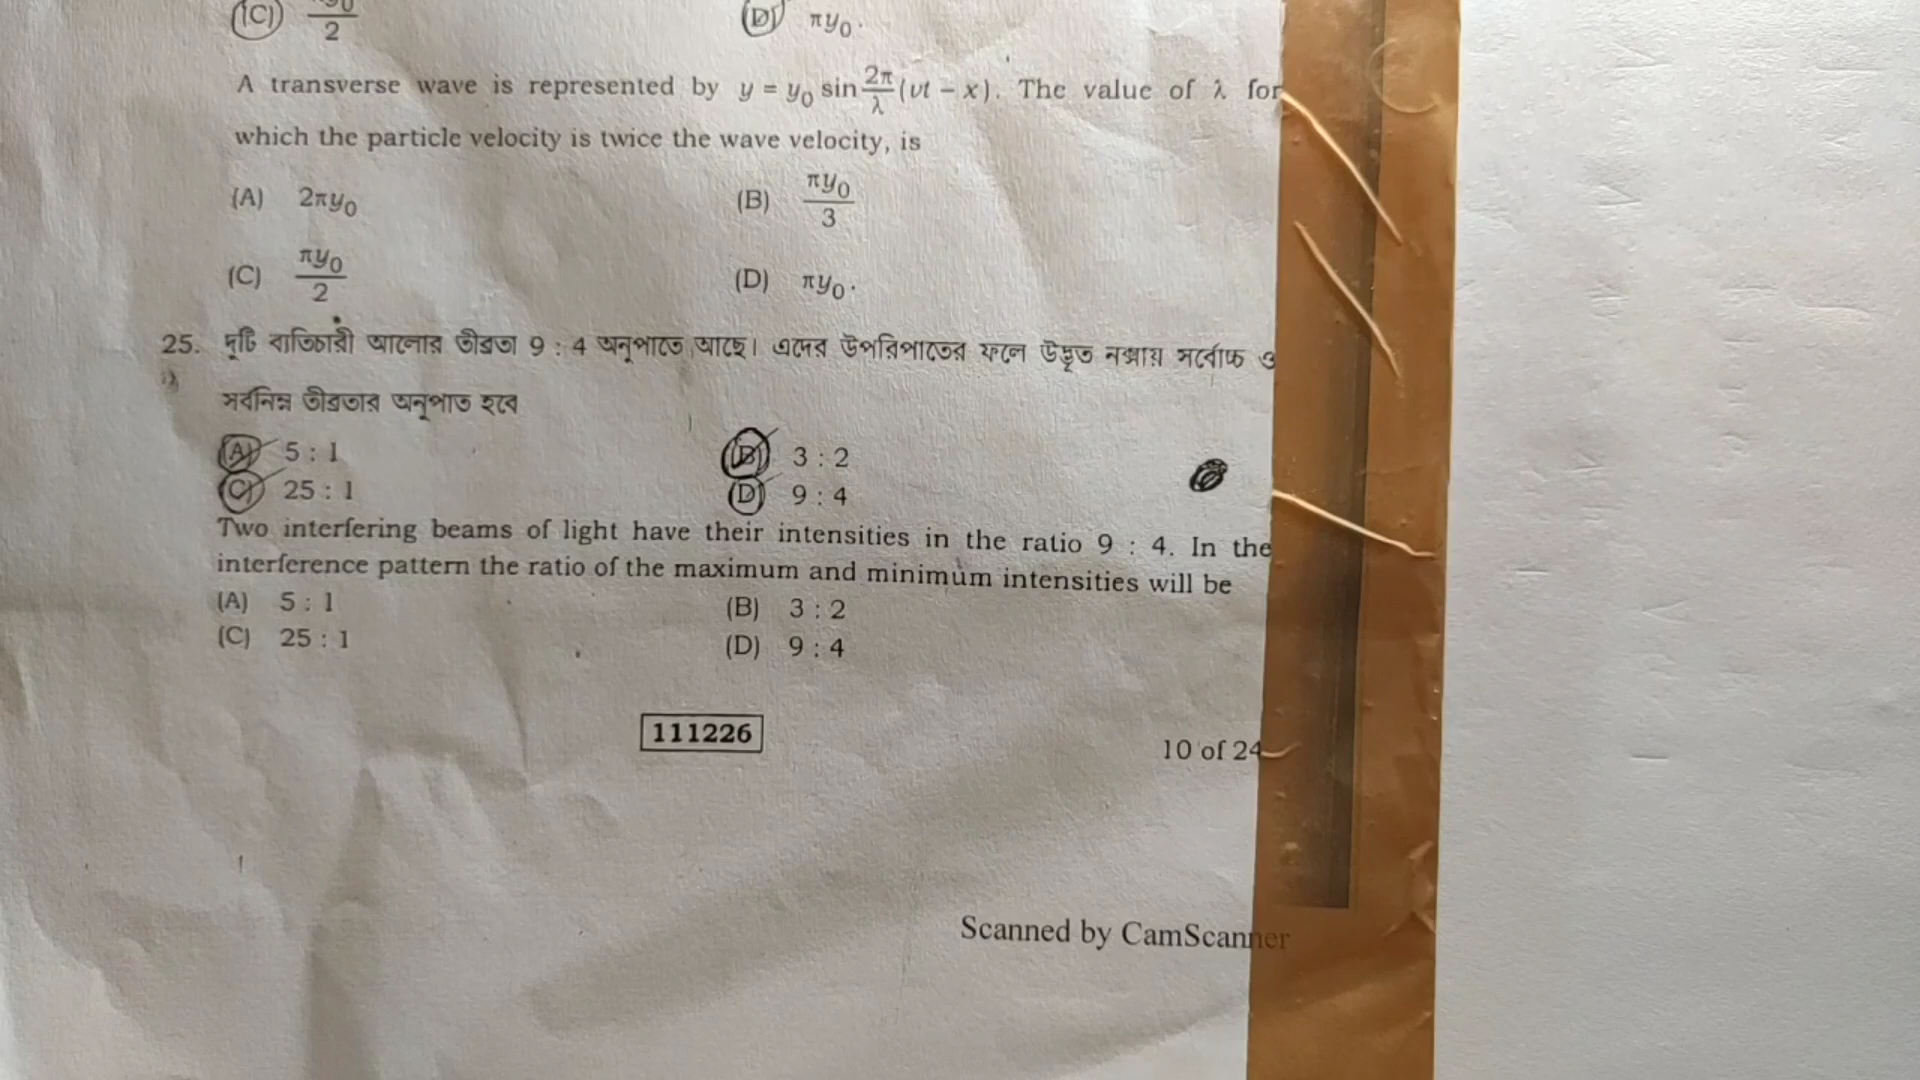 (C) πy₀/2 (D) πy₀.
A transverse wave is represented by y = y₀ sin 2π/λ (vt – x). The value of λ for
which the particle velocity is twice the wave velocity, is
(A) 2πy₀ (B) πy₀/3
(C) πy₀/2 (D) πy₀.
25. দুটি ব্যতিচারী আলোর তীব্রতা 9 : 4 অনুপাতে আছে। এদের উপরিপাতের ফলে উদ্ভূত নক্সায় সর্বোচ্চ ও
সর্বনিম্ন তীব্রতার অনুপাত হবে
(A) 5 : 1 (B) 3 : 2
(C) 25 : 1 (D) 9 : 4
Two interfering beams of light have their intensities in the ratio 9 : 4. In the
interference pattern the ratio of the maximum and minimum intensities will be
(A) 5 : 1 (B) 3 : 2
(C) 25 : 1 (D) 9 : 4
111226
10 of 24
Scanned by CamScanner